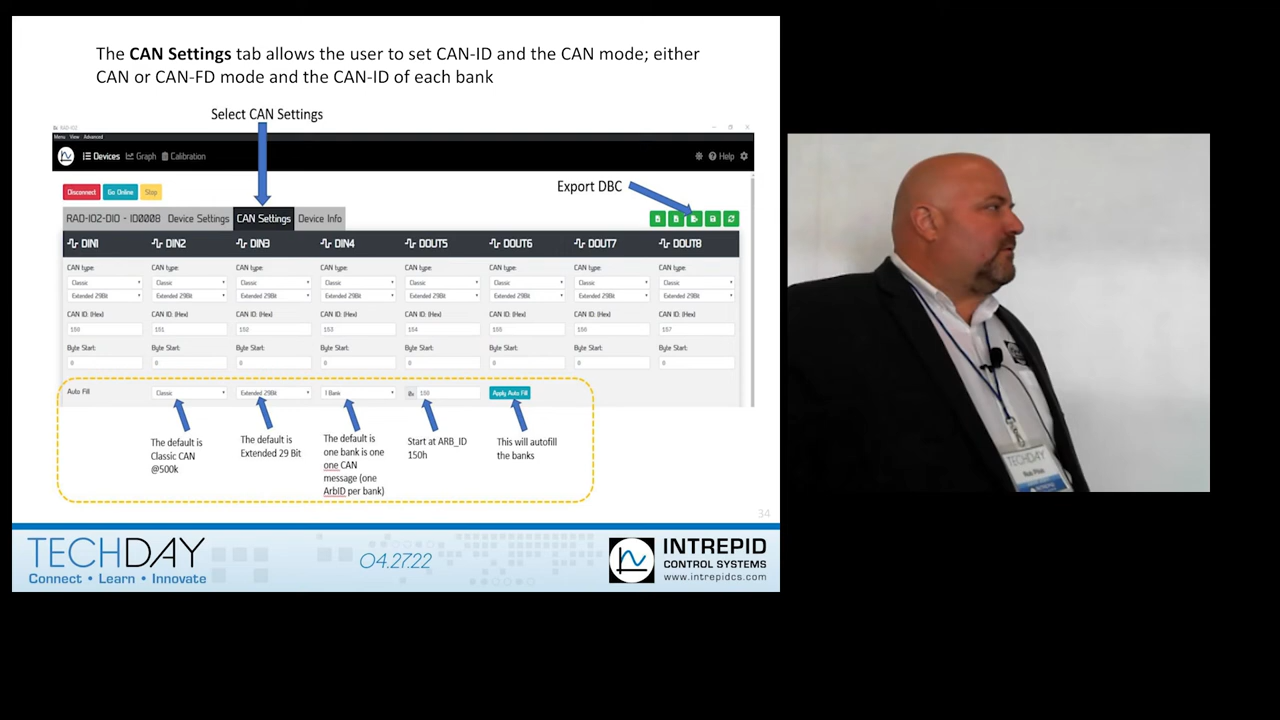 The CAN Settings tab allows the user to set CAN-ID and the CAN mode; either
CAN or CAN-FD mode and the CAN-ID of each bank
Select CAN Settings
RAD-IO2
Menu View Advanced
Devices Graph Calibration Help
Export DBC
Disconnect Go Online Stop
RAD-IO2-DIO - ID0008 Device Settings CAN Settings Device Info
DIN1 DIN2 DIN3 DIN4 DOUT5 DOUT6 DOUT7 DOUT8
CAN type: CAN type: CAN type: CAN type: CAN type: CAN type: CAN type: CAN type:
Classic Classic Classic Classic Classic Classic Classic Classic
Extended 29Bit Extended 29Bit Extended 29Bit Extended 29Bit Extended 29Bit Extended 29Bit Extended 29Bit Extended 29Bit
CAN ID: (Hex) CAN ID: (Hex) CAN ID: (Hex) CAN ID: (Hex) CAN ID: (Hex) CAN ID: (Hex) CAN ID: (Hex) CAN ID: (Hex)
150 151 152 153 154 155 156 157
Byte Start: Byte Start: Byte Start: Byte Start: Byte Start: Byte Start: Byte Start: Byte Start:
0 0 0 0 0 0 0 0
Auto Fill Classic Extended 29Bit 1 Bank 150 Apply Auto Fill
The default is
Classic CAN
@500k
The default is
Extended 29 Bit
The default is
one bank is one
one CAN
message (one
ArbID per bank)
Start at ARB_ID
150h
This will autofill
the banks
34
TECHDAY
Connect • Learn • Innovate
04.27.22
INTREPID
CONTROL SYSTEMS
www.intrepidcs.com
TECHDAY